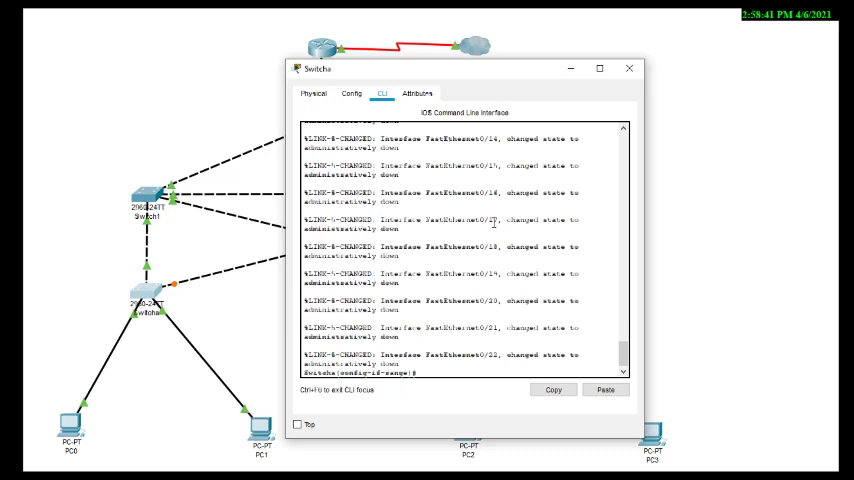 2:58:41 PM 4/6/2021
Switcha
Physical
Config
CLI
Attributes
IOS Command Line Interface
%LINK-5-CHANGED: Interface FastEthernet0/14, changed state to
administratively down
%LINK-5-CHANGED: Interface FastEthernet0/15, changed state to
administratively down
%LINK-5-CHANGED: Interface FastEthernet0/16, changed state to
administratively down
%LINK-5-CHANGED: Interface FastEthernet0/17, changed state to
administratively down
%LINK-5-CHANGED: Interface FastEthernet0/18, changed state to
administratively down
%LINK-5-CHANGED: Interface FastEthernet0/19, changed state to
administratively down
%LINK-5-CHANGED: Interface FastEthernet0/20, changed state to
administratively down
%LINK-5-CHANGED: Interface FastEthernet0/21, changed state to
administratively down
%LINK-5-CHANGED: Interface FastEthernet0/22, changed state to
administratively down
Switcha(config-if-range)#
Ctrl+F6 to exit CLI focus
Copy
Paste
Top
2960-24TT
Switch1
2960-24TT
Switcha
PC-PT
PC0
PC-PT
PC1
PC-PT
PC2
PC-PT
PC3